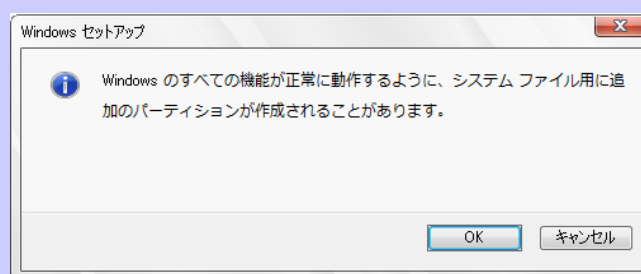 Windows セットアップ
Windows のすべての機能が正常に動作するように、システム ファイル用に追
加のパーティションが作成されることがあります。
OK
キャンセル